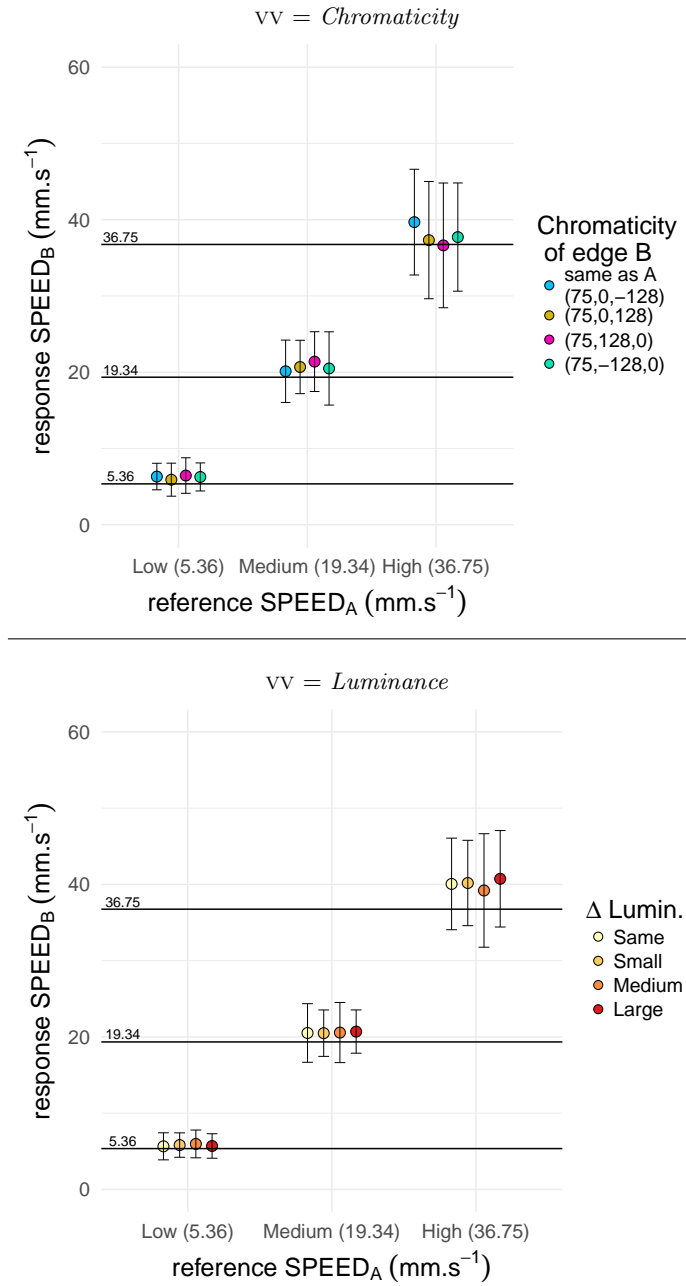 VV = Chromaticity
60
40
20
0
response SPEED_B (mm.s⁻¹)
36.75
19.34
5.36
Low (5.36) Medium (19.34) High (36.75)
reference SPEED_A (mm.s⁻¹)
Chromaticity
of edge B
same as A
(75,0,−128)
(75,0,128)
(75,128,0)
(75,−128,0)
VV = Luminance
60
40
20
0
response SPEED_B (mm.s⁻¹)
36.75
19.34
5.36
Low (5.36) Medium (19.34) High (36.75)
reference SPEED_A (mm.s⁻¹)
Δ Lumin.
Same
Small
Medium
Large